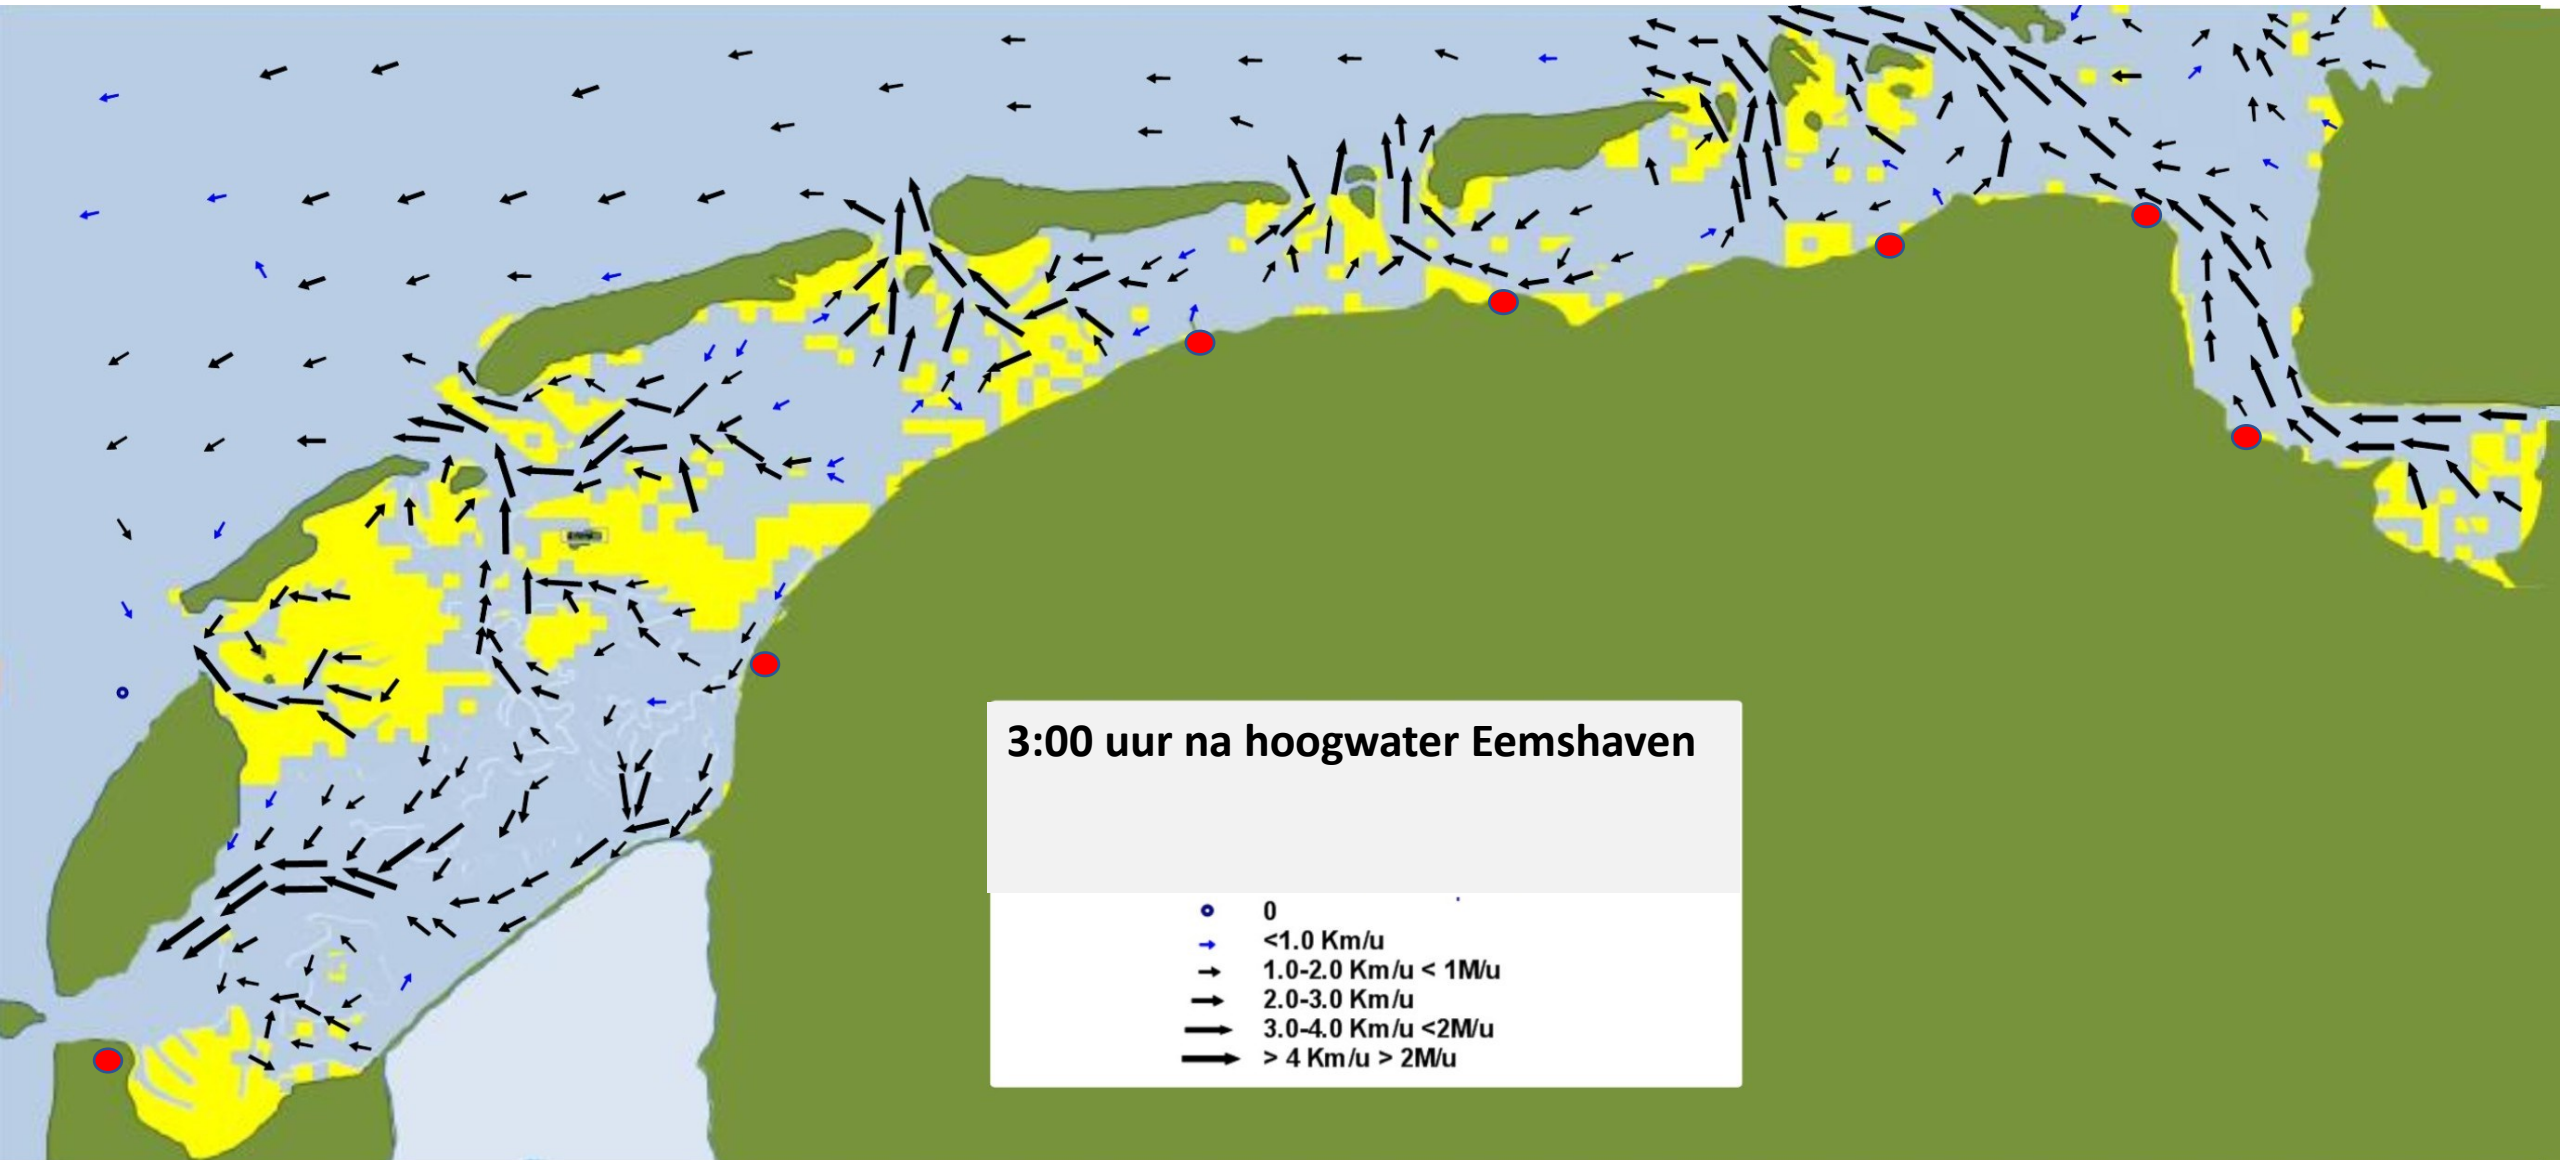 3:00 uur na hoogwater Eemshaven
0
<1.0 Km/u
1.0-2.0 Km/u < 1M/u
2.0-3.0 Km/u
3.0-4.0 Km/u <2M/u
> 4 Km/u > 2M/u